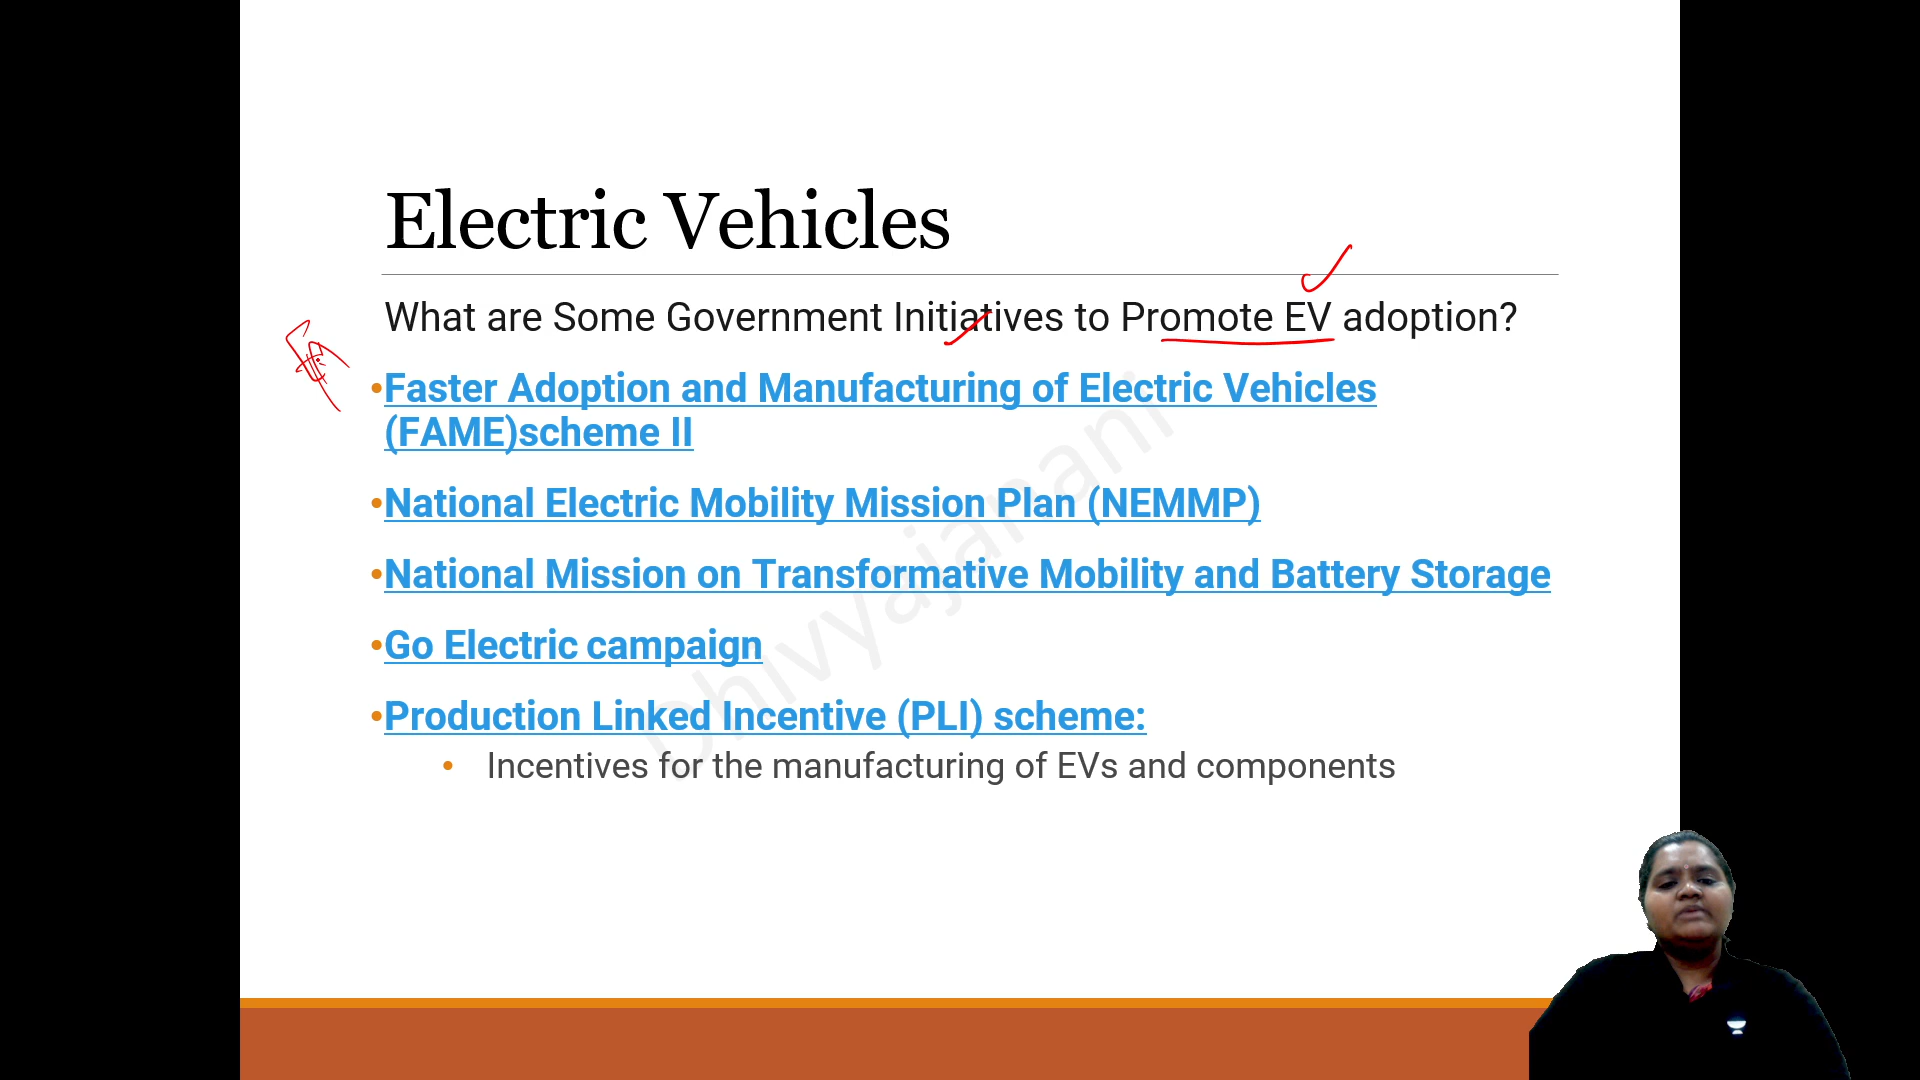 Electric Vehicles
What are Some Government Initiatives to Promote EV adoption?
•Faster Adoption and Manufacturing of Electric Vehicles
(FAME)scheme II
•National Electric Mobility Mission Plan (NEMMP)
•National Mission on Transformative Mobility and Battery Storage
•Go Electric campaign
•Production Linked Incentive (PLI) scheme:
• Incentives for the manufacturing of EVs and components
Dhivyajanani